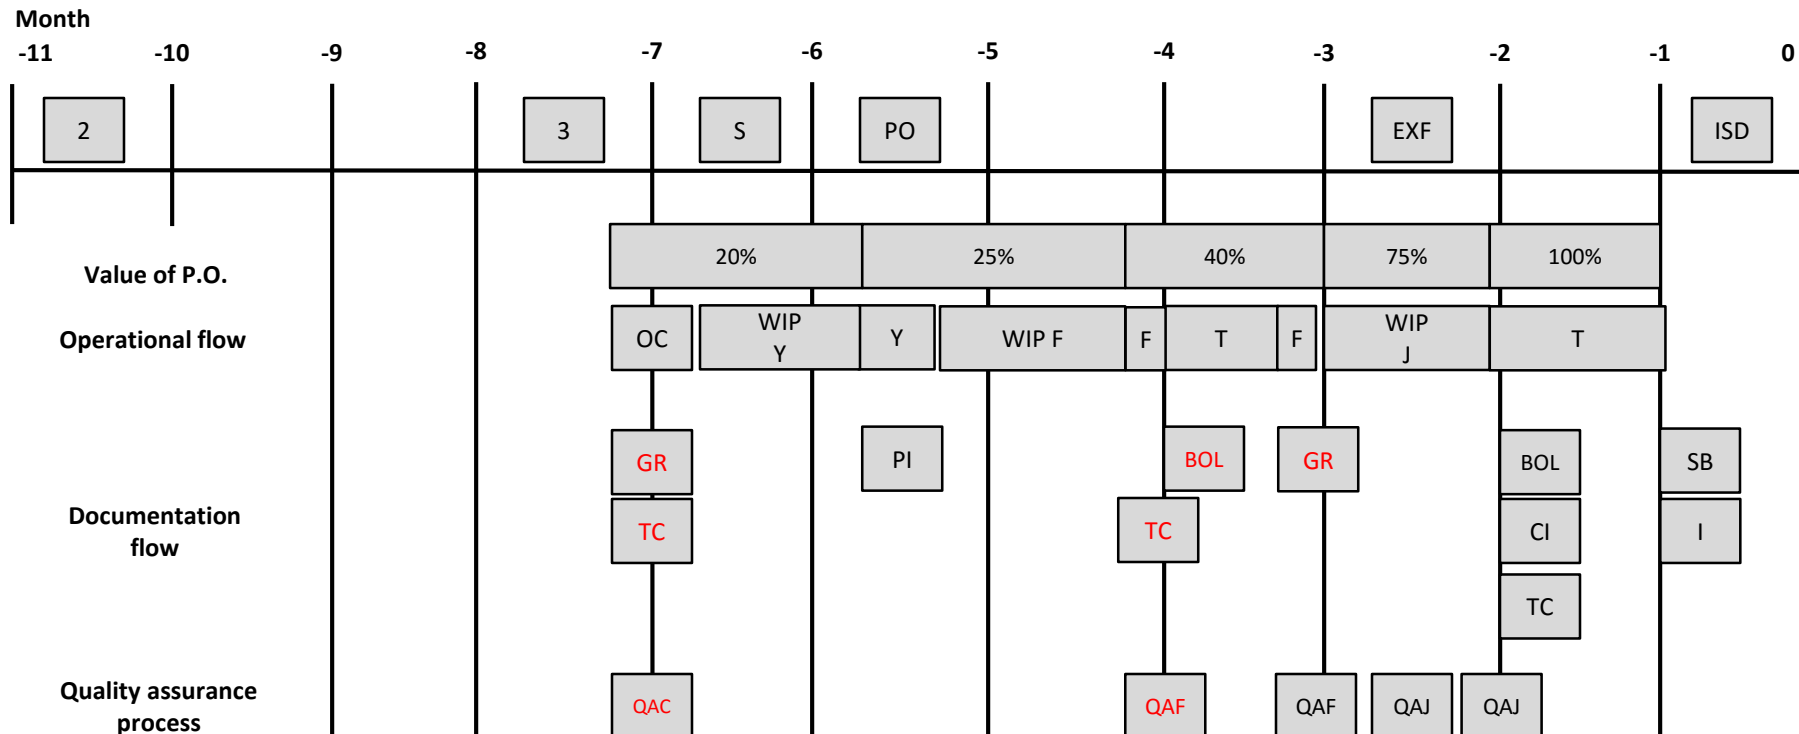 Month
-11 -10 -9 -8 -7 -6 -5 -4 -3 -2 -1 0
2 3 S PO EXF ISD
Value of P.O. 20% 25% 40% 75% 100%
Operational flow OC WIP Y Y WIP F F T F WIP J T
GR PI BOL GR BOL SB
Documentation
flow
TC TC CI I
TC
Quality assurance
process
QAC QAF QAF QAJ QAJ